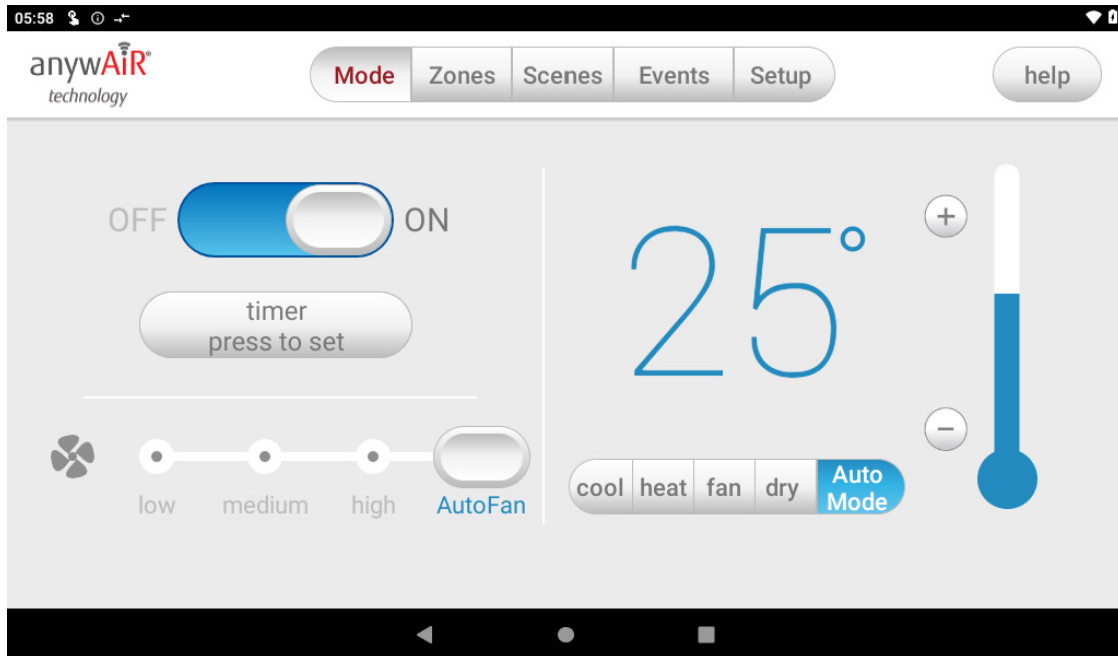 05:58
anywAiR®
technology
Mode Zones Scenes Events Setup
help
OFF ON
timer
press to set
25°
+
−
low medium high AutoFan
cool heat fan dry Auto Mode